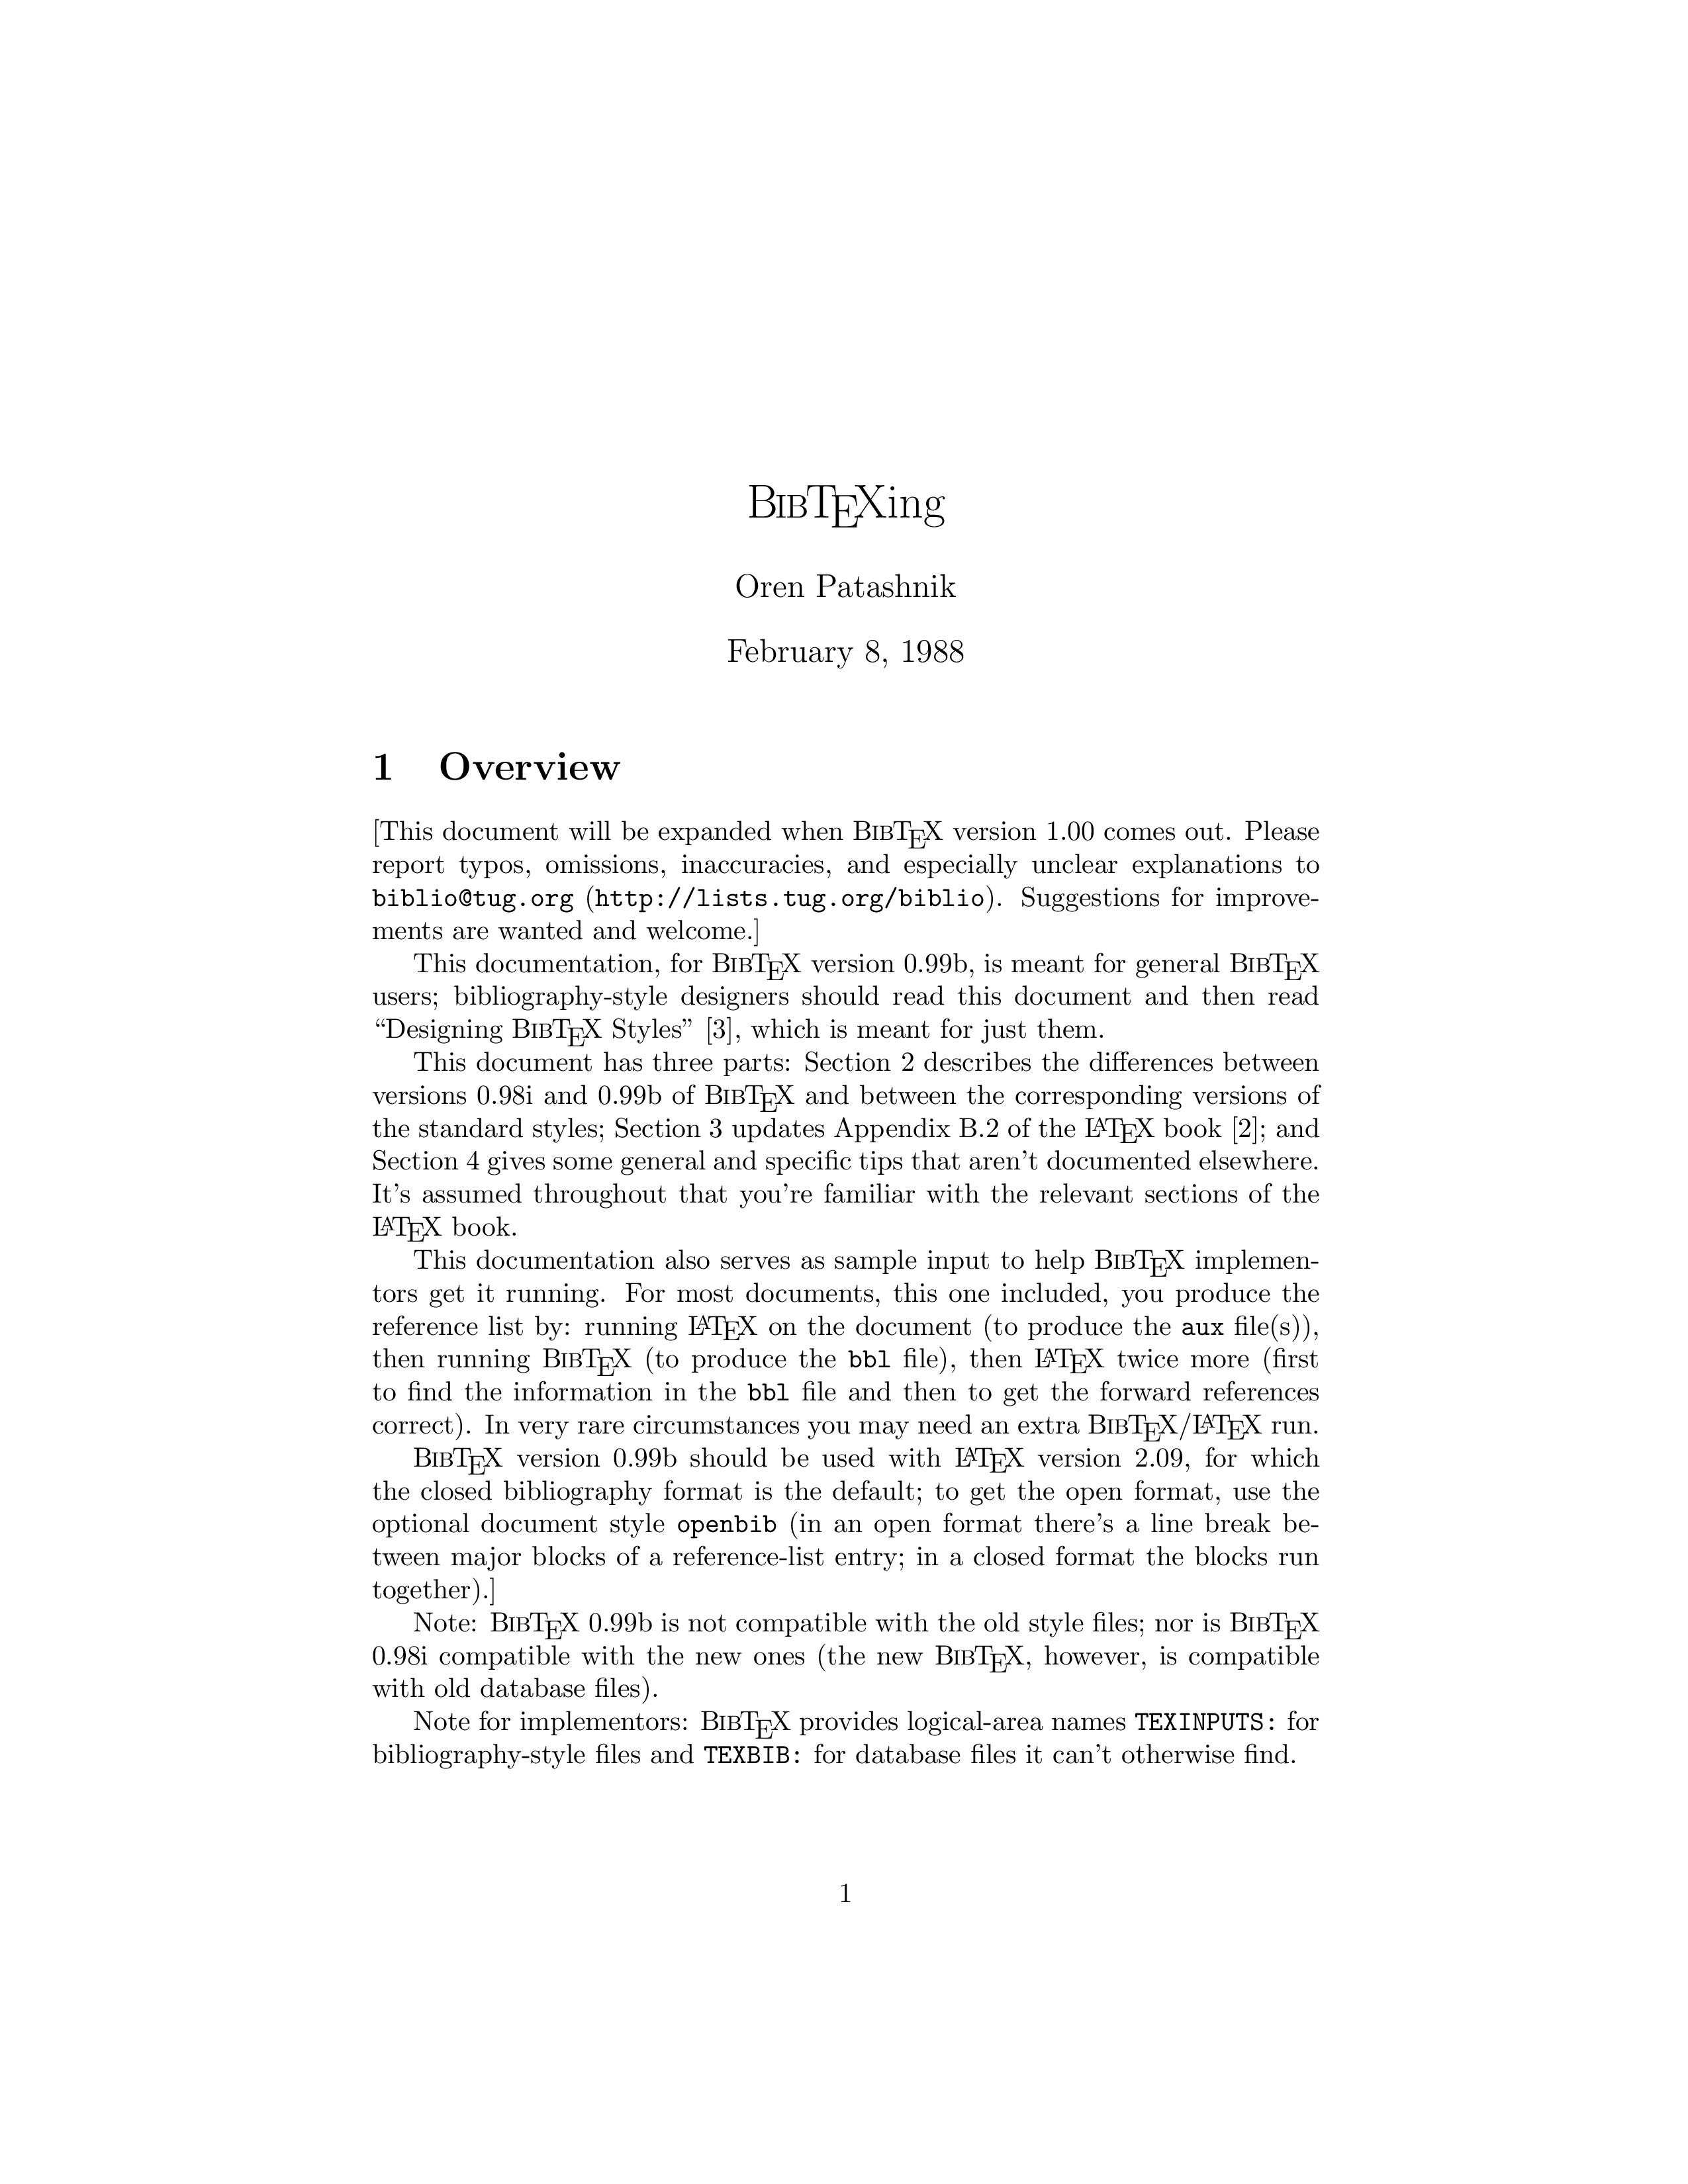 BIBTEXing
Oren Patashnik
February 8, 1988
1 Overview
[This document will be expanded when BIBTEX version 1.00 comes out. Please
report typos, omissions, inaccuracies, and especially unclear explanations to
biblio@tug.org (http://lists.tug.org/biblio). Suggestions for improve-
ments are wanted and welcome.]
This documentation, for BIBTEX version 0.99b, is meant for general BIBTEX
users; bibliography-style designers should read this document and then read
“Designing BIBTEX Styles” [3], which is meant for just them.
This document has three parts: Section 2 describes the differences between
versions 0.98i and 0.99b of BIBTEX and between the corresponding versions of
the standard styles; Section 3 updates Appendix B.2 of the LATEX book [2]; and
Section 4 gives some general and specific tips that aren’t documented elsewhere.
It’s assumed throughout that you’re familiar with the relevant sections of the
LATEX book.
This documentation also serves as sample input to help BIBTEX implemen-
tors get it running. For most documents, this one included, you produce the
reference list by: running LATEX on the document (to produce the aux file(s)),
then running BIBTEX (to produce the bbl file), then LATEX twice more (first
to find the information in the bbl file and then to get the forward references
correct). In very rare circumstances you may need an extra BIBTEX/LATEX run.
BIBTEX version 0.99b should be used with LATEX version 2.09, for which
the closed bibliography format is the default; to get the open format, use the
optional document style openbib (in an open format there’s a line break be-
tween major blocks of a reference-list entry; in a closed format the blocks run
together).]
Note: BIBTEX 0.99b is not compatible with the old style files; nor is BIBTEX
0.98i compatible with the new ones (the new BIBTEX, however, is compatible
with old database files).
Note for implementors: BIBTEX provides logical-area names TEXINPUTS: for
bibliography-style files and TEXBIB: for database files it can’t otherwise find.
1